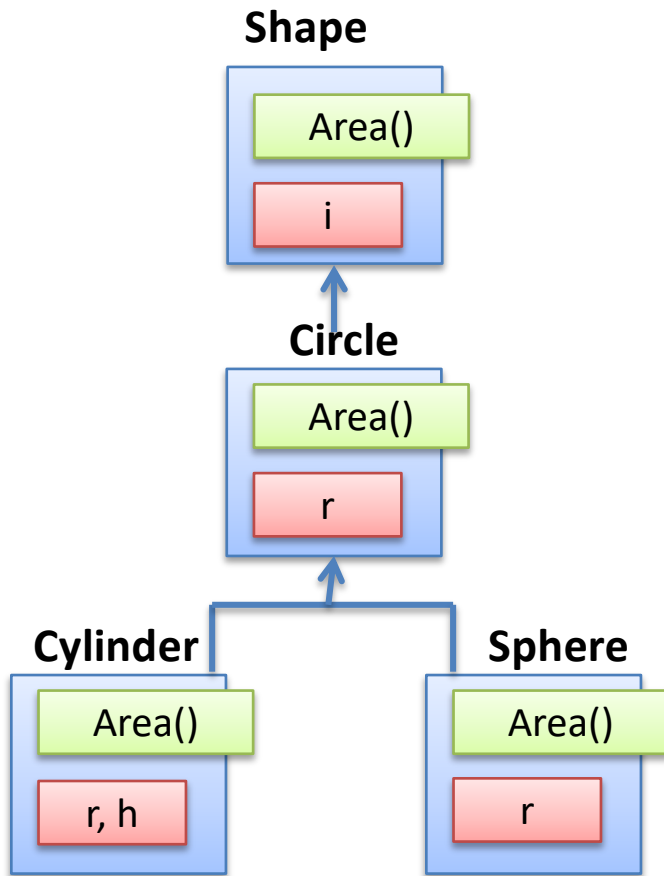 Shape
Area()
i
Circle
Area()
r
Cylinder
Area()
r, h
Sphere
Area()
r